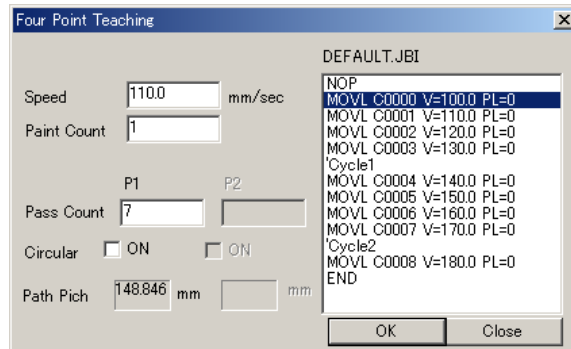 Four Point Teaching
DEFAULT.JBI
Speed 110.0 mm/sec
Paint Count 1
P1 P2
Pass Count 7
Circular ON ON
Path Pich 148.846 mm mm
NOP
MOVL C0000 V=100.0 PL=0
MOVL C0001 V=110.0 PL=0
MOVL C0002 V=120.0 PL=0
MOVL C0003 V=130.0 PL=0
'Cycle1
MOVL C0004 V=140.0 PL=0
MOVL C0005 V=150.0 PL=0
MOVL C0006 V=160.0 PL=0
MOVL C0007 V=170.0 PL=0
'Cycle2
MOVL C0008 V=180.0 PL=0
END
OK Close